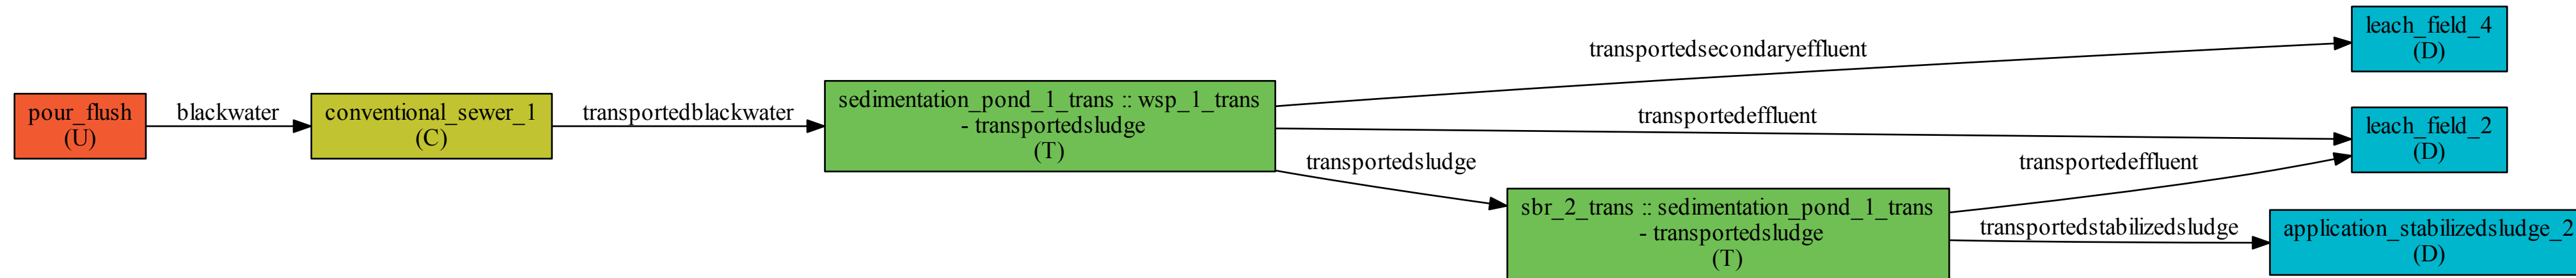 pour_flush
(U)
blackwater
conventional_sewer_1
(C)
transportedblackwater
sedimentation_pond_1_trans :: wsp_1_trans
- transportedsludge
(T)
transportedsecondaryeffluent
transportedeffluent
transportedsludge
sbr_2_trans :: sedimentation_pond_1_trans
- transportedsludge
(T)
transportedeffluent
transportedstabilizedsludge
leach_field_4
(D)
leach_field_2
(D)
application_stabilizedsludge_2
(D)